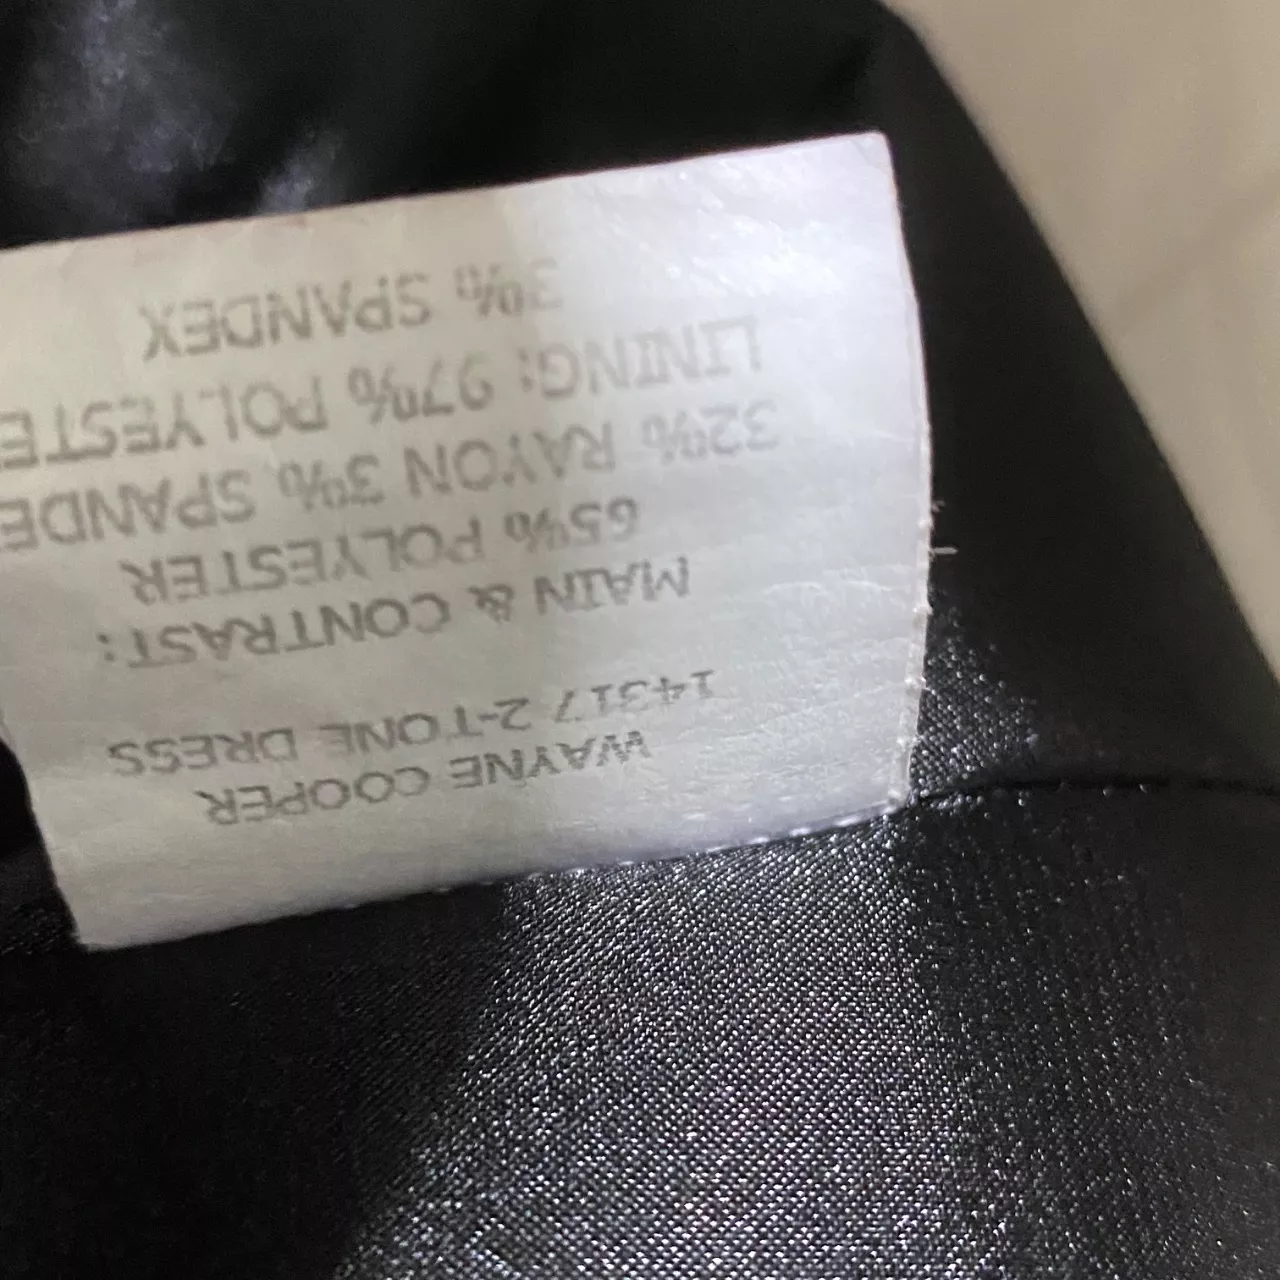 WAYNE COOPER
14317 2-TONE DRESS
MAIN & CONTRAST:
65% POLYESTER
32% RAYON 3% SPANDE
LINING: 97% POLYESTE
3% SPANDEX